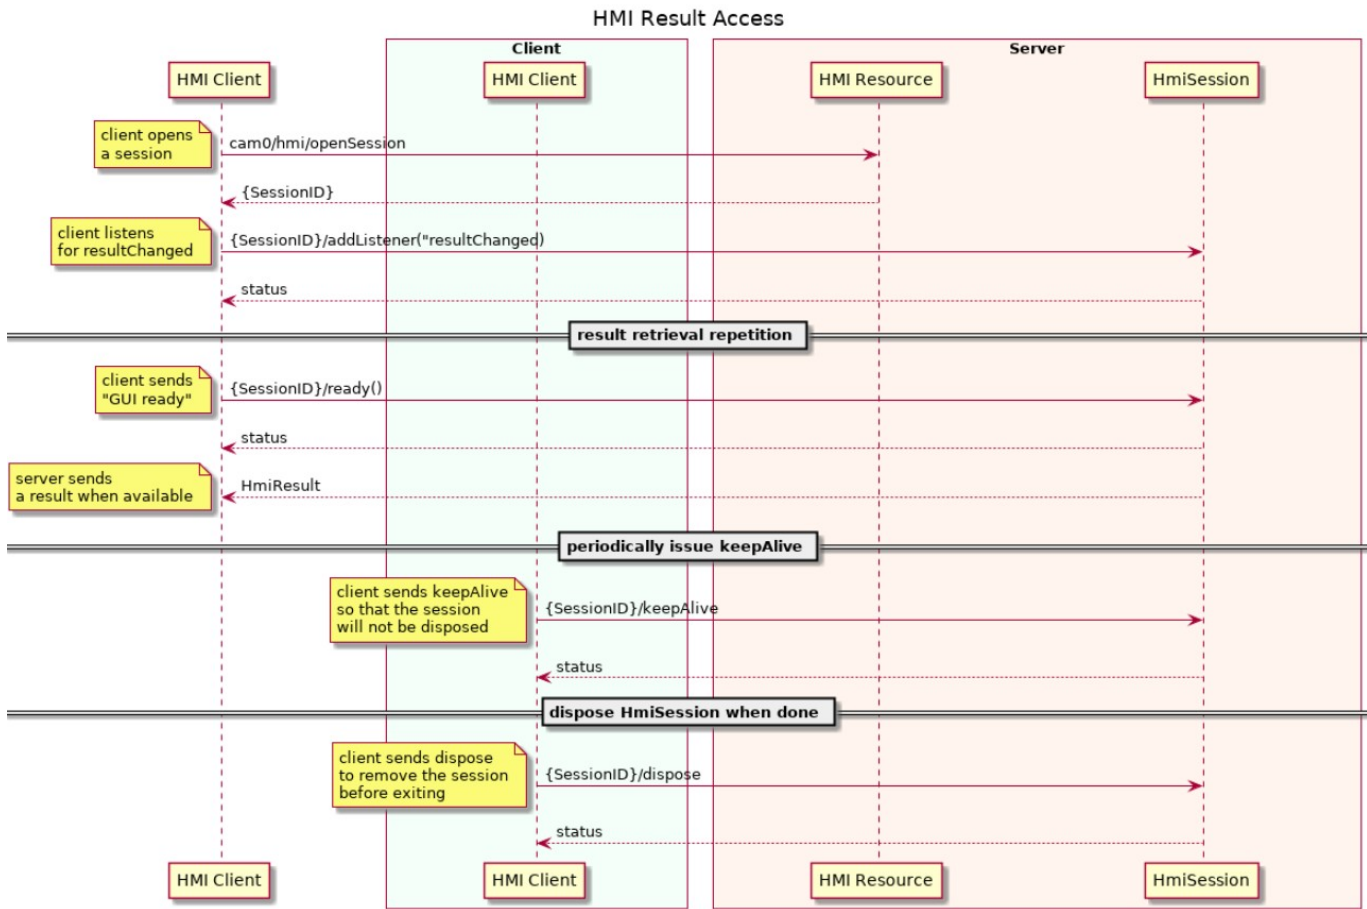 HMI Result Access
Client
Server
HMI Client
HMI Client
HMI Resource
HmiSession
client opens
a session
cam0/hmi/openSession
{SessionID}
client listens
for resultChanged
{SessionID}/addListener("resultChanged)
status
result retrieval repetition
client sends
"GUI ready"
{SessionID}/ready()
status
server sends
a result when available
HmiResult
periodically issue keepAlive
client sends keepAlive
so that the session
will not be disposed
{SessionID}/keepAlive
status
dispose HmiSession when done
client sends dispose
to remove the session
before exiting
{SessionID}/dispose
status
HMI Client
HMI Client
HMI Resource
HmiSession